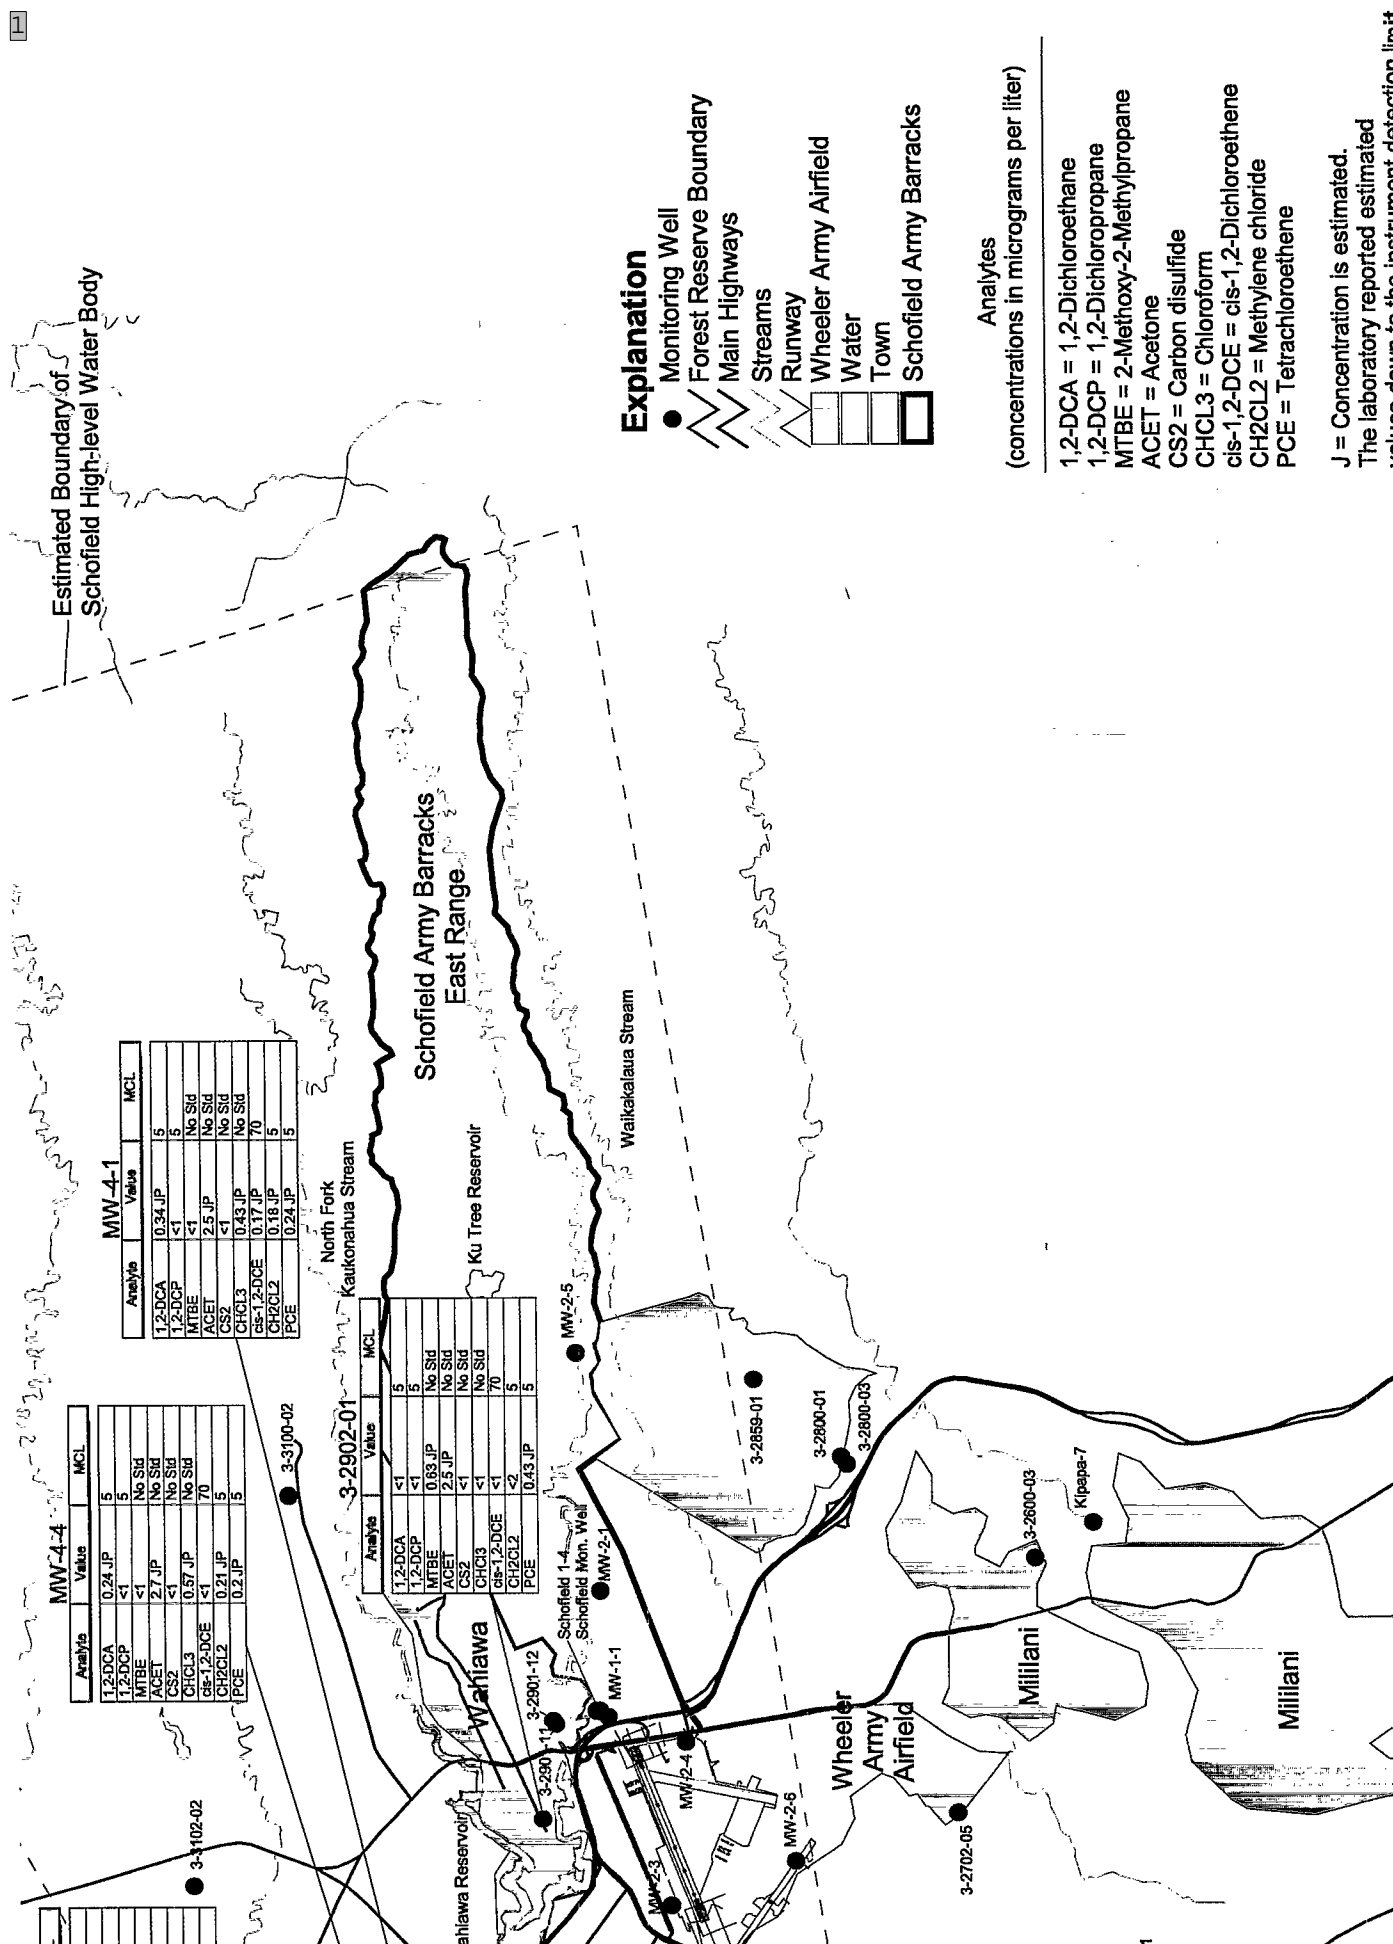 1
Estimated Boundary of
Schofield High-level Water Body
Explanation
Monitoring Well
Forest Reserve Boundary
Main Highways
Streams
Runway
Wheeler Army Airfield
Water
Town
Schofield Army Barracks
Analytes
(concentrations in micrograms per liter)
1,2-DCA = 1,2-Dichloroethane
1,2-DCP = 1,2-Dichloropropane
MTBE = 2-Methoxy-2-Methylpropane
ACET = Acetone
CS2 = Carbon disulfide
CHCL3 = Chloroform
cis-1,2-DCE = cis-1,2-Dichloroethene
CH2CL2 = Methylene chloride
PCE = Tetrachloroethene
J = Concentration is estimated.
The laboratory reported estimated
values down to the instrument detection limit
MW-4-1
Analyte Value MCL
1,2-DCA 0.34 JP 5
1,2-DCP <1 5
MTBE <1 No Std
ACET 2.5 JP No Std
CS2 <1 No Std
CHCL3 0.43 JP No Std
cis-1,2-DCE 0.17 JP 70
CH2CL2 0.18 JP 5
PCE 0.24 JP 5
MW-4-4
Analyte Value MCL
1,2-DCA 0.24 JP 5
1,2-DCP <1 5
MTBE <1 No Std
ACET 2.7 JP No Std
CS2 <1 No Std
CHCL3 0.57 JP No Std
cis-1,2-DCE <1 70
CH2CL2 0.21 JP 5
PCE 0.2 JP 5
3-2902-01
Analyte Value MCL
1,2-DCA <1 5
1,2-DCP <1 5
MTBE 0.63 JP No Std
ACET 2.5 JP No Std
CS2 <1 No Std
CHCl3 <1 No Std
cis-1,2-DCE <1 70
CH2CL2 <2 5
PCE 0.43 JP 5
North Fork
Kaukonahua Stream
Schofield Army Barracks
East Range
Ku Tree Reservoir
Waikakalaua Stream
3-3100-02
3-3102-02
MW-2-5
3-2859-01
3-2800-01
3-2800-03
Schofield 1-4
Schofield Mon. Well
MW-2-1
Wahiawa
3-2901-12
MW-1-1
MW-2-4
MW-2-3
MW-2-6
ahiawa Reservoir
Wheeler
Army
Airfield
3-2702-05
3-2600-03
Kipapa-7
Mililani
Mililani